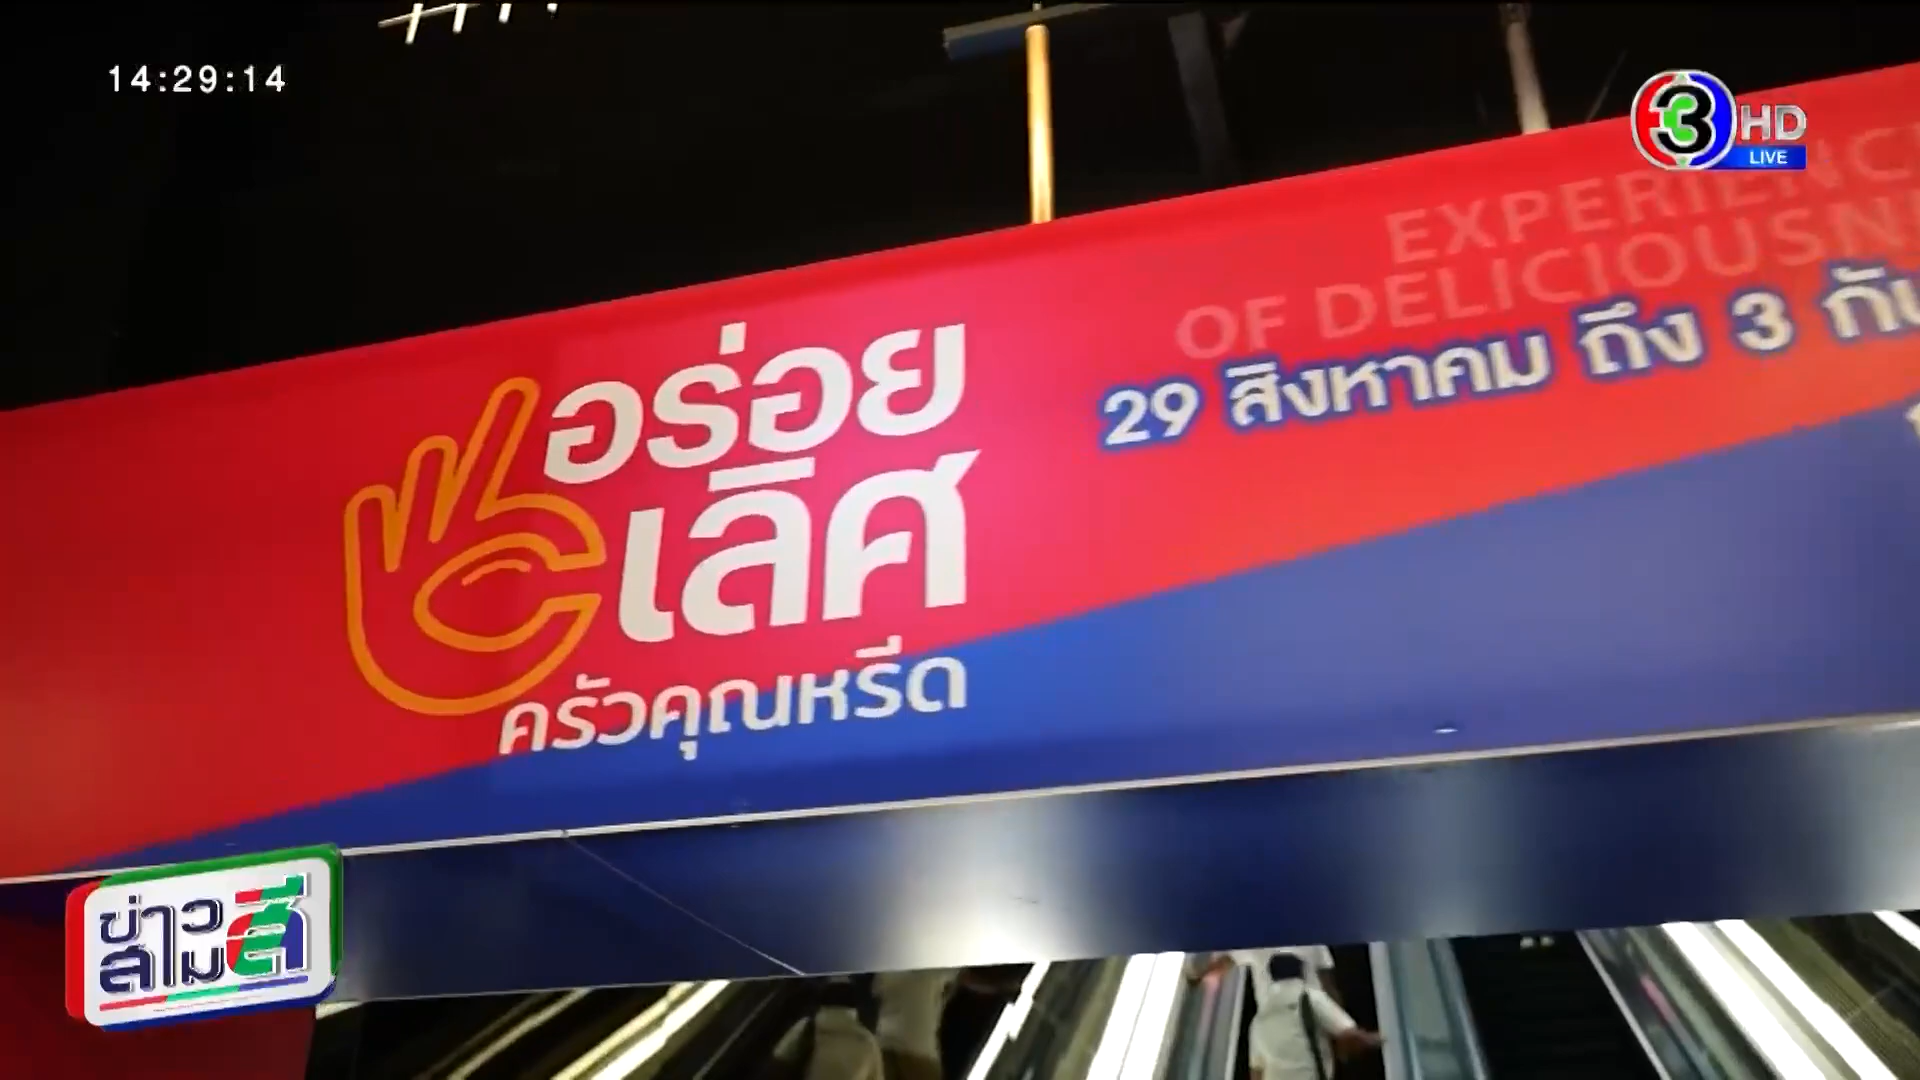 14:29:14
3 HD
LIVE
EXPERIENC
OF DELICIOUSN
29 สิงหาคม ถึง 3 กัน
อร่อย
เลิศ
ครัวคุณหรีด
ข่าว
สามสี